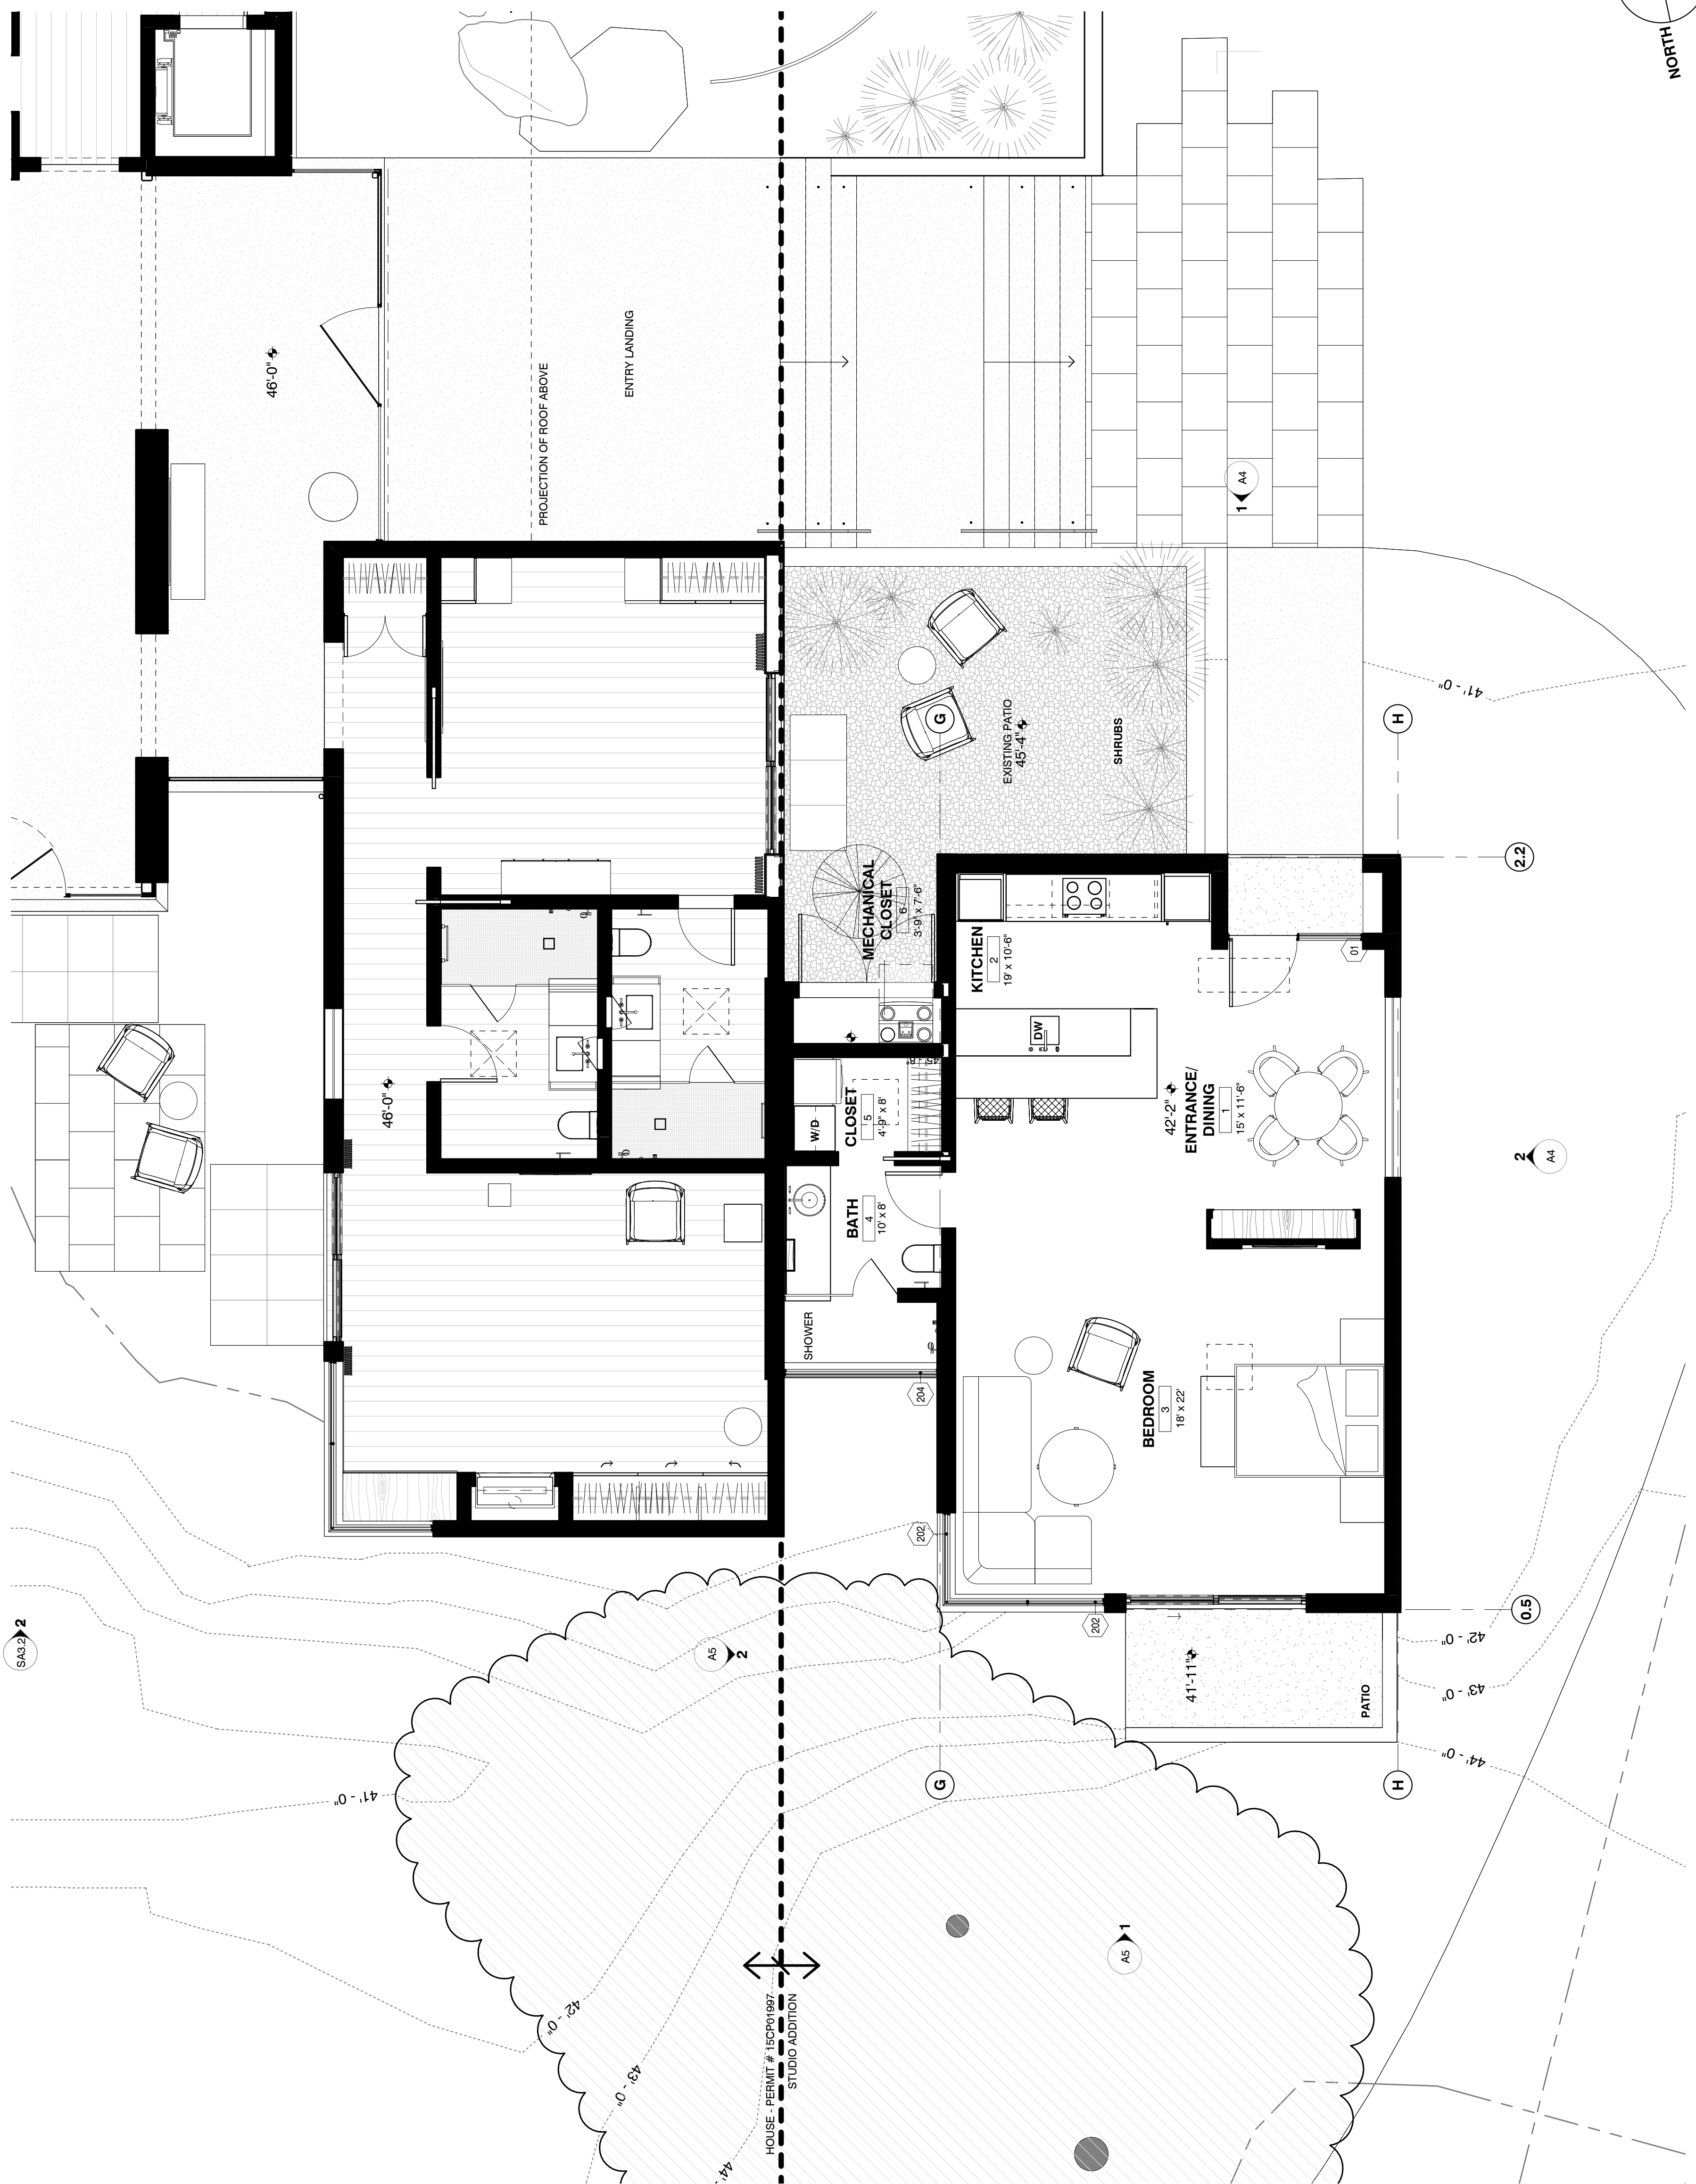 NORTH
46'-0"
PROJECTION OF ROOF ABOVE
ENTRY LANDING
1
A4
41' - 0"
G
H
EXISTING PATIO
45'-4"
SHRUBS
2.2
MECHANICAL
CLOSET
6
3'-9" x 7'-6"
KITCHEN
2
19' x 10'-6"
01
DW
46'-0"
W/D
CLOSET
5
4'-9" x 8'
42'-2"
ENTRANCE/
DINING
1
15' x 11'-6"
2
A4
BATH
4
10' x 8'
SHOWER
204
BEDROOM
3
18' x 22'
202
202
0.5
SA3.2
2
A5
2
41'-11"
PATIO
42' - 0"
43' - 0"
44' - 0"
G
H
41' - 0"
A5
1
42' - 0"
43' - 0"
44'
HOUSE - PERMIT # 15CP01997
STUDIO ADDITION